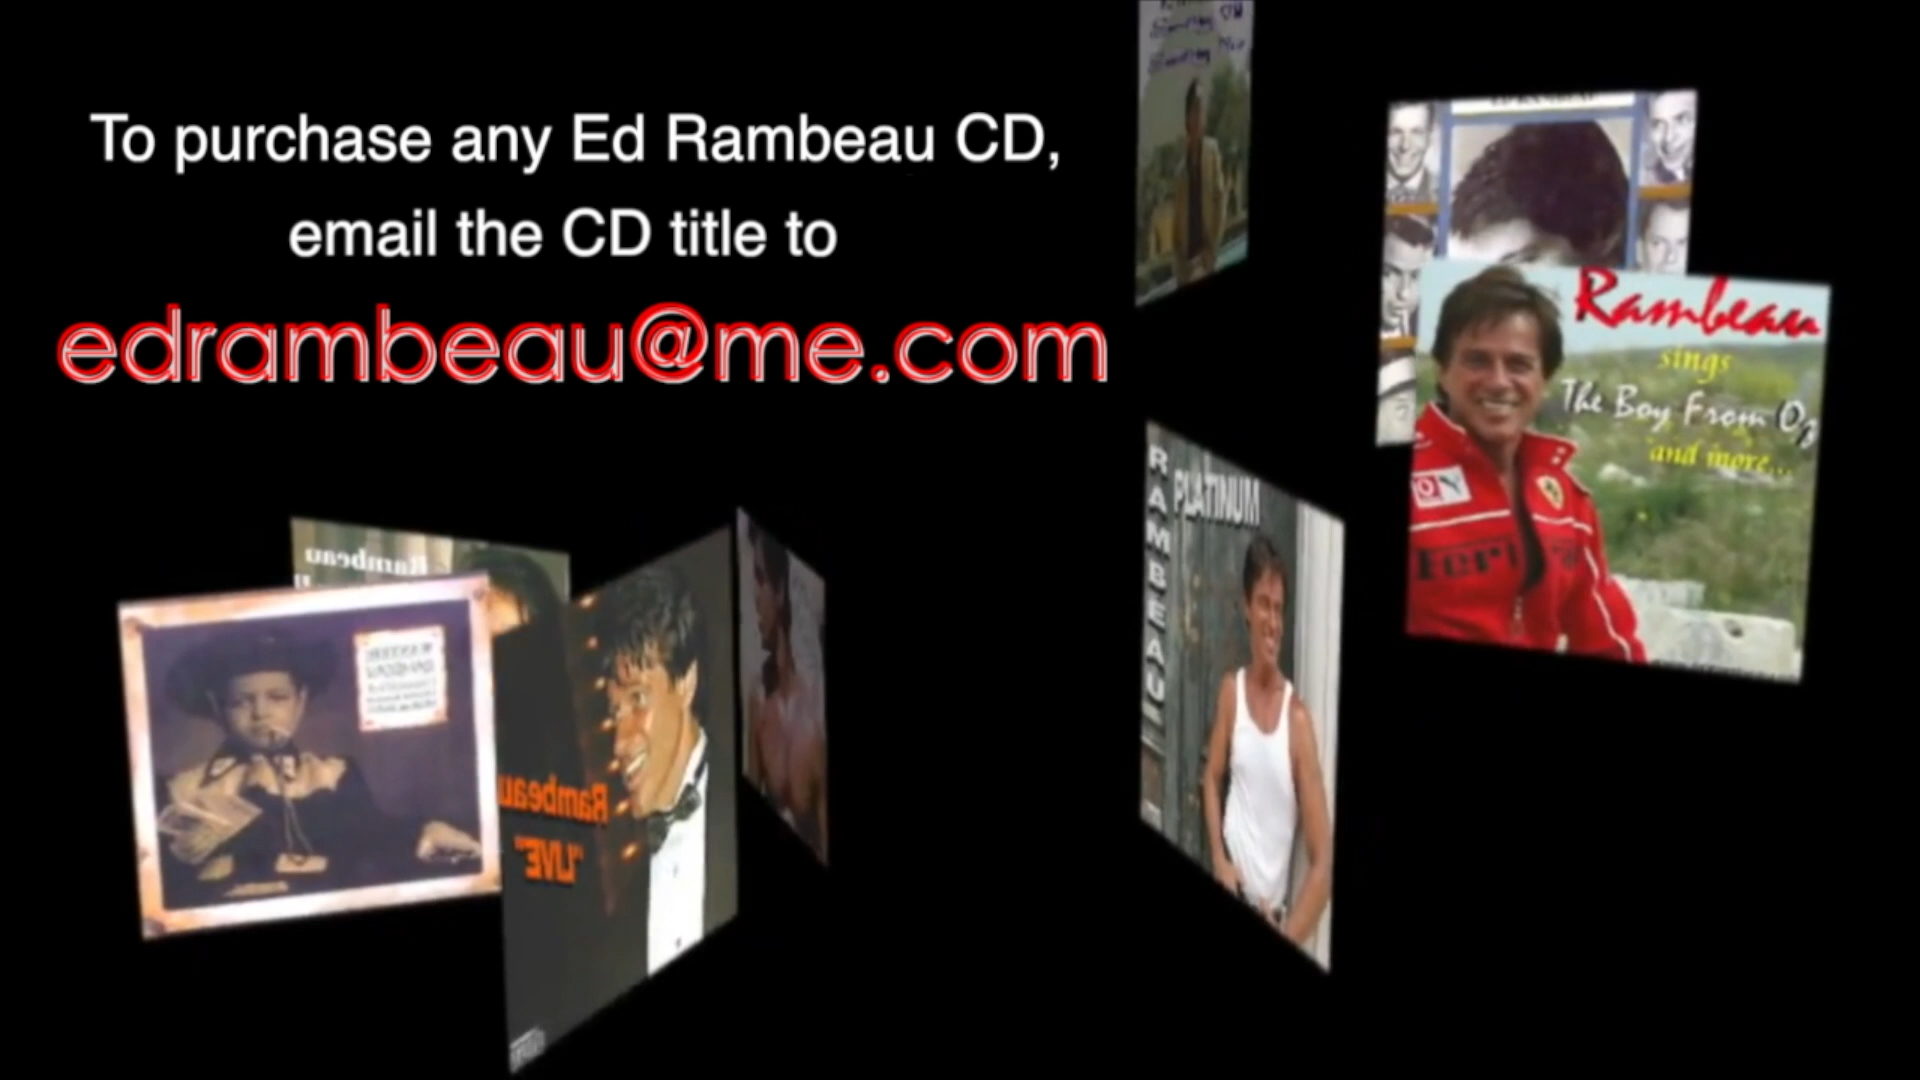 To purchase any Ed Rambeau CD,
email the CD title to
edrambeau@me.com
Rambeau
sings
The Boy From Oz
and more...
RAMBEAU
PLATINUM
Rambeau
Rambeau
"LIVE"